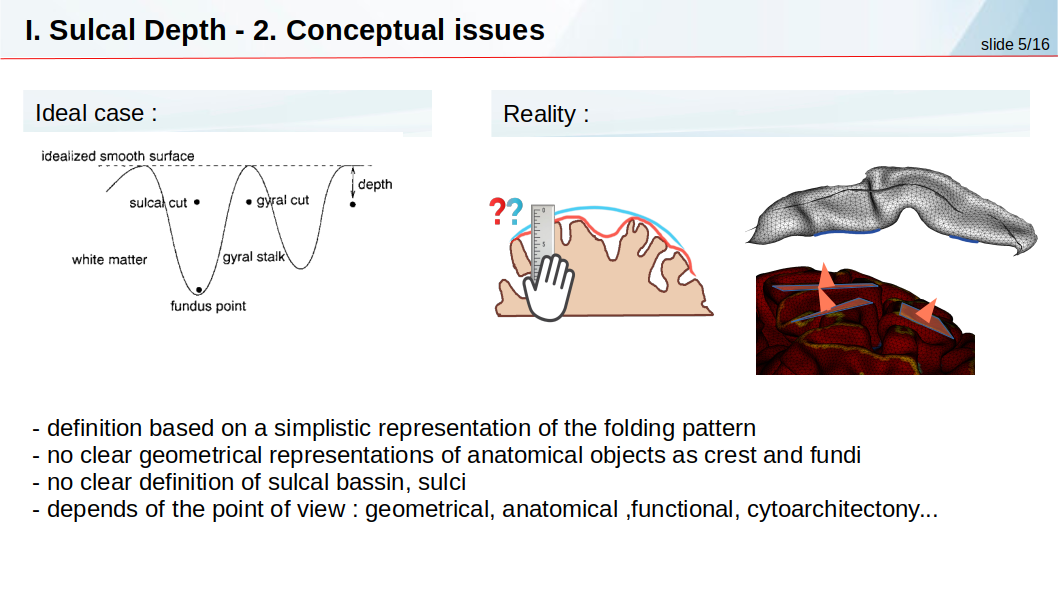 I. Sulcal Depth - 2. Conceptual issues
slide 5/16
Ideal case :
Reality :
idealized smooth surface
depth
sulcal cut
gyral cut
white matter
gyral stalk
fundus point
??
0
5
- definition based on a simplistic representation of the folding pattern
- no clear geometrical representations of anatomical objects as crest and fundi
- no clear definition of sulcal bassin, sulci
- depends of the point of view : geometrical, anatomical ,functional, cytoarchitectony...